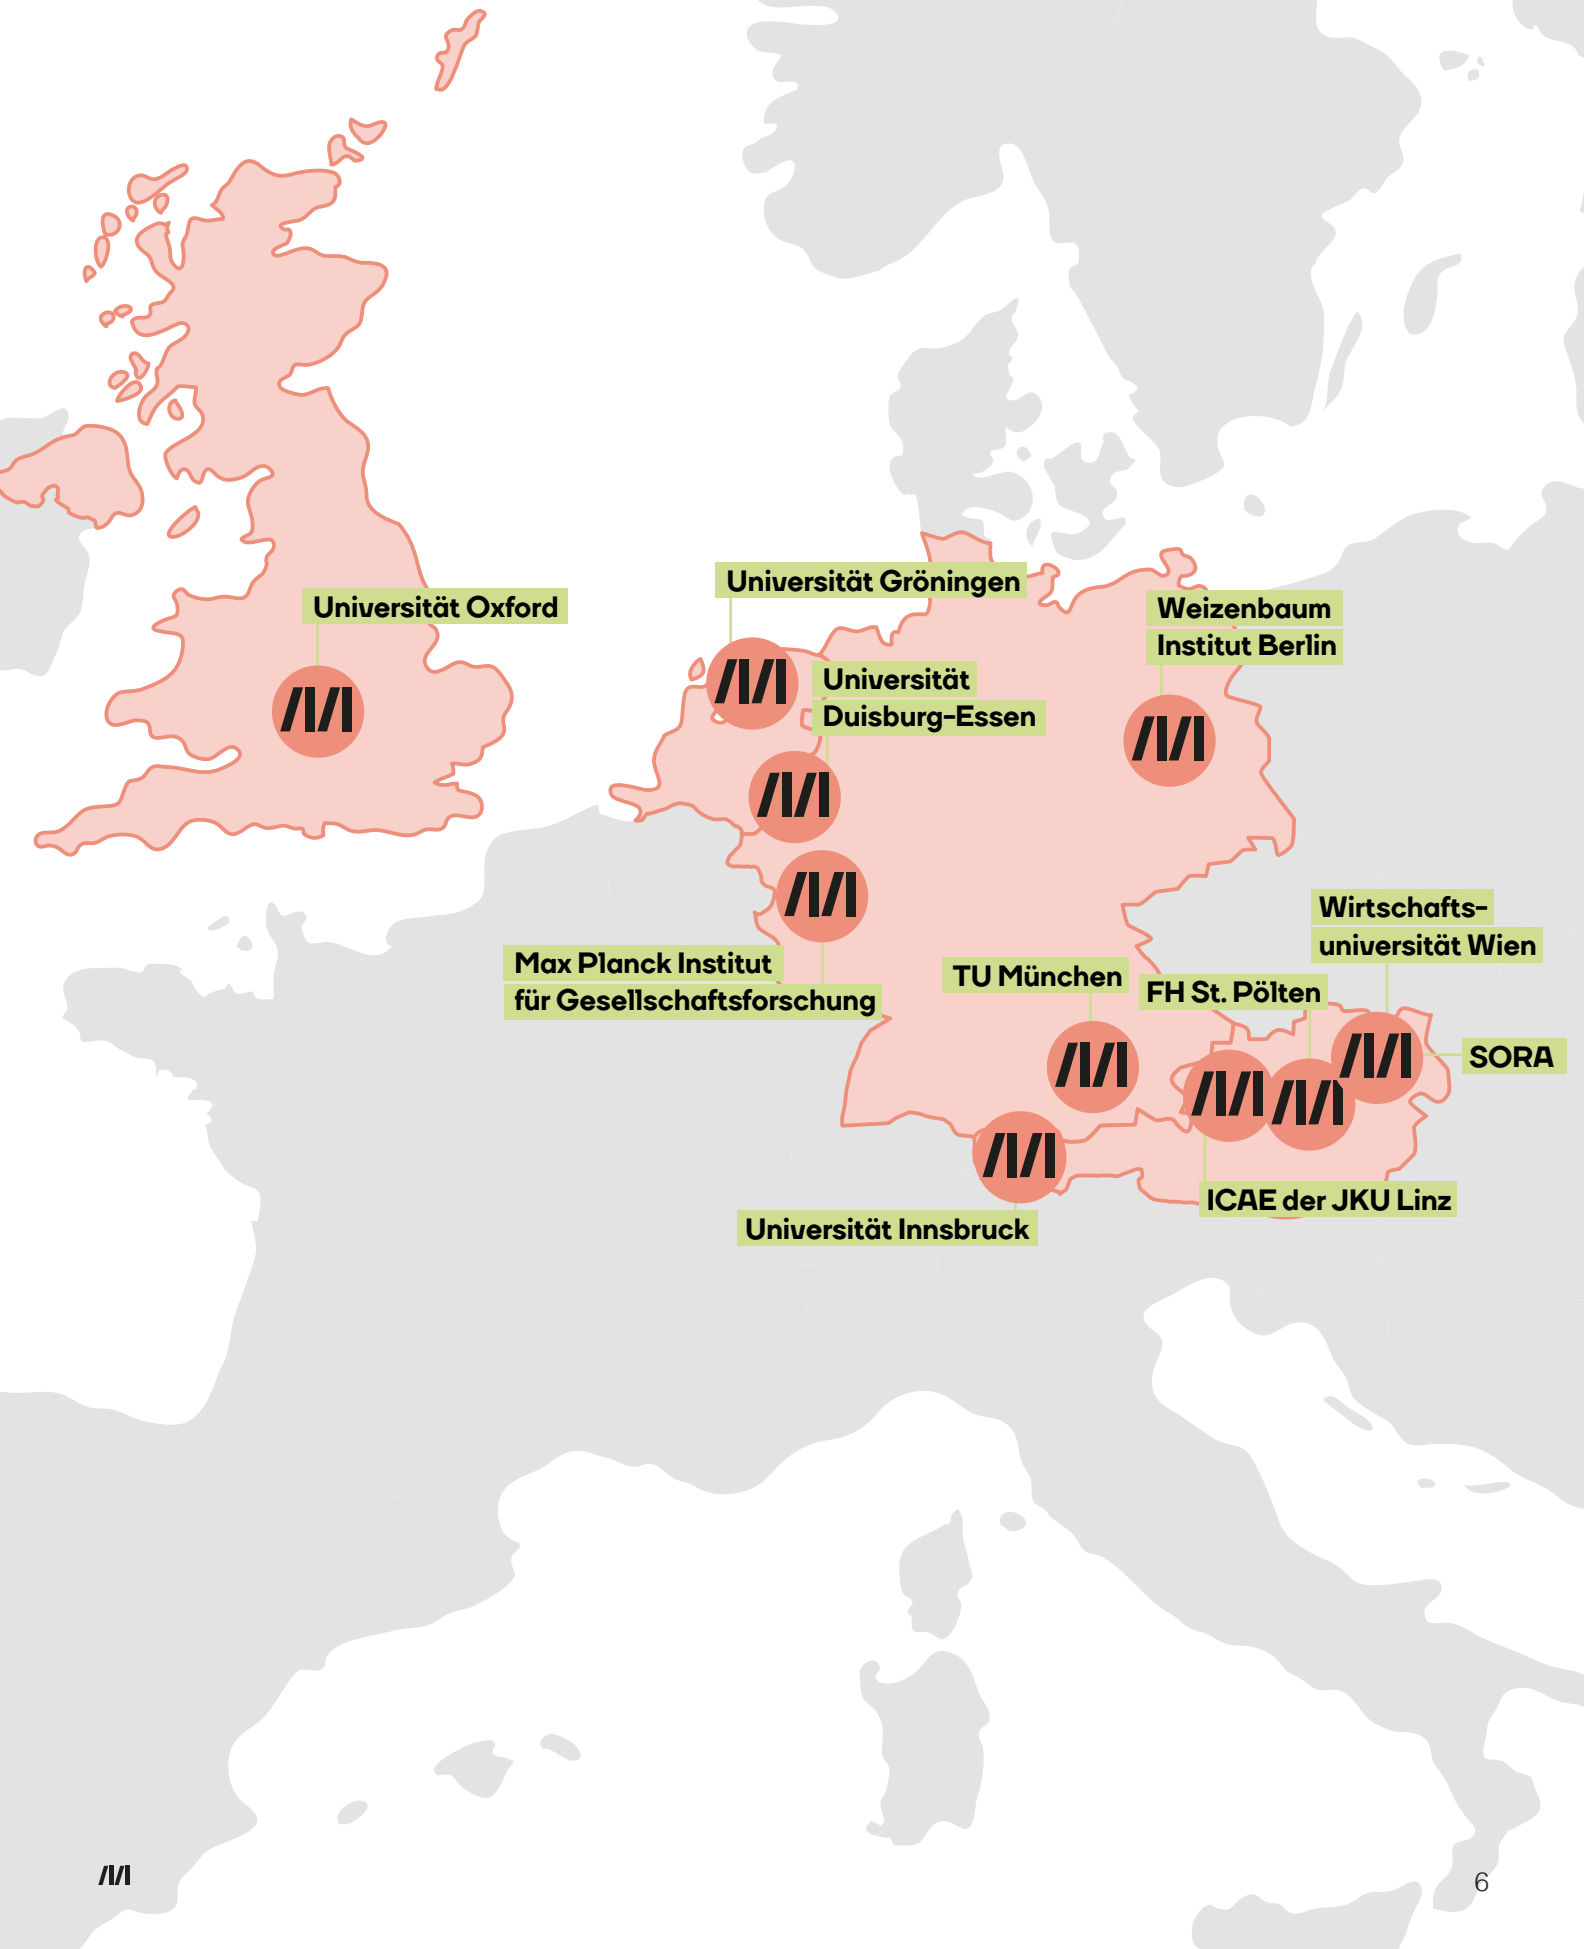 Universität Gröningen
Universität Oxford
Weizenbaum
Institut Berlin
Universität
Duisburg-Essen
Wirtschafts-
universität Wien
Max Planck Institut
für Gesellschaftsforschung
TU München
FH St. Pölten
SORA
ICAE der JKU Linz
Universität Innsbruck
6